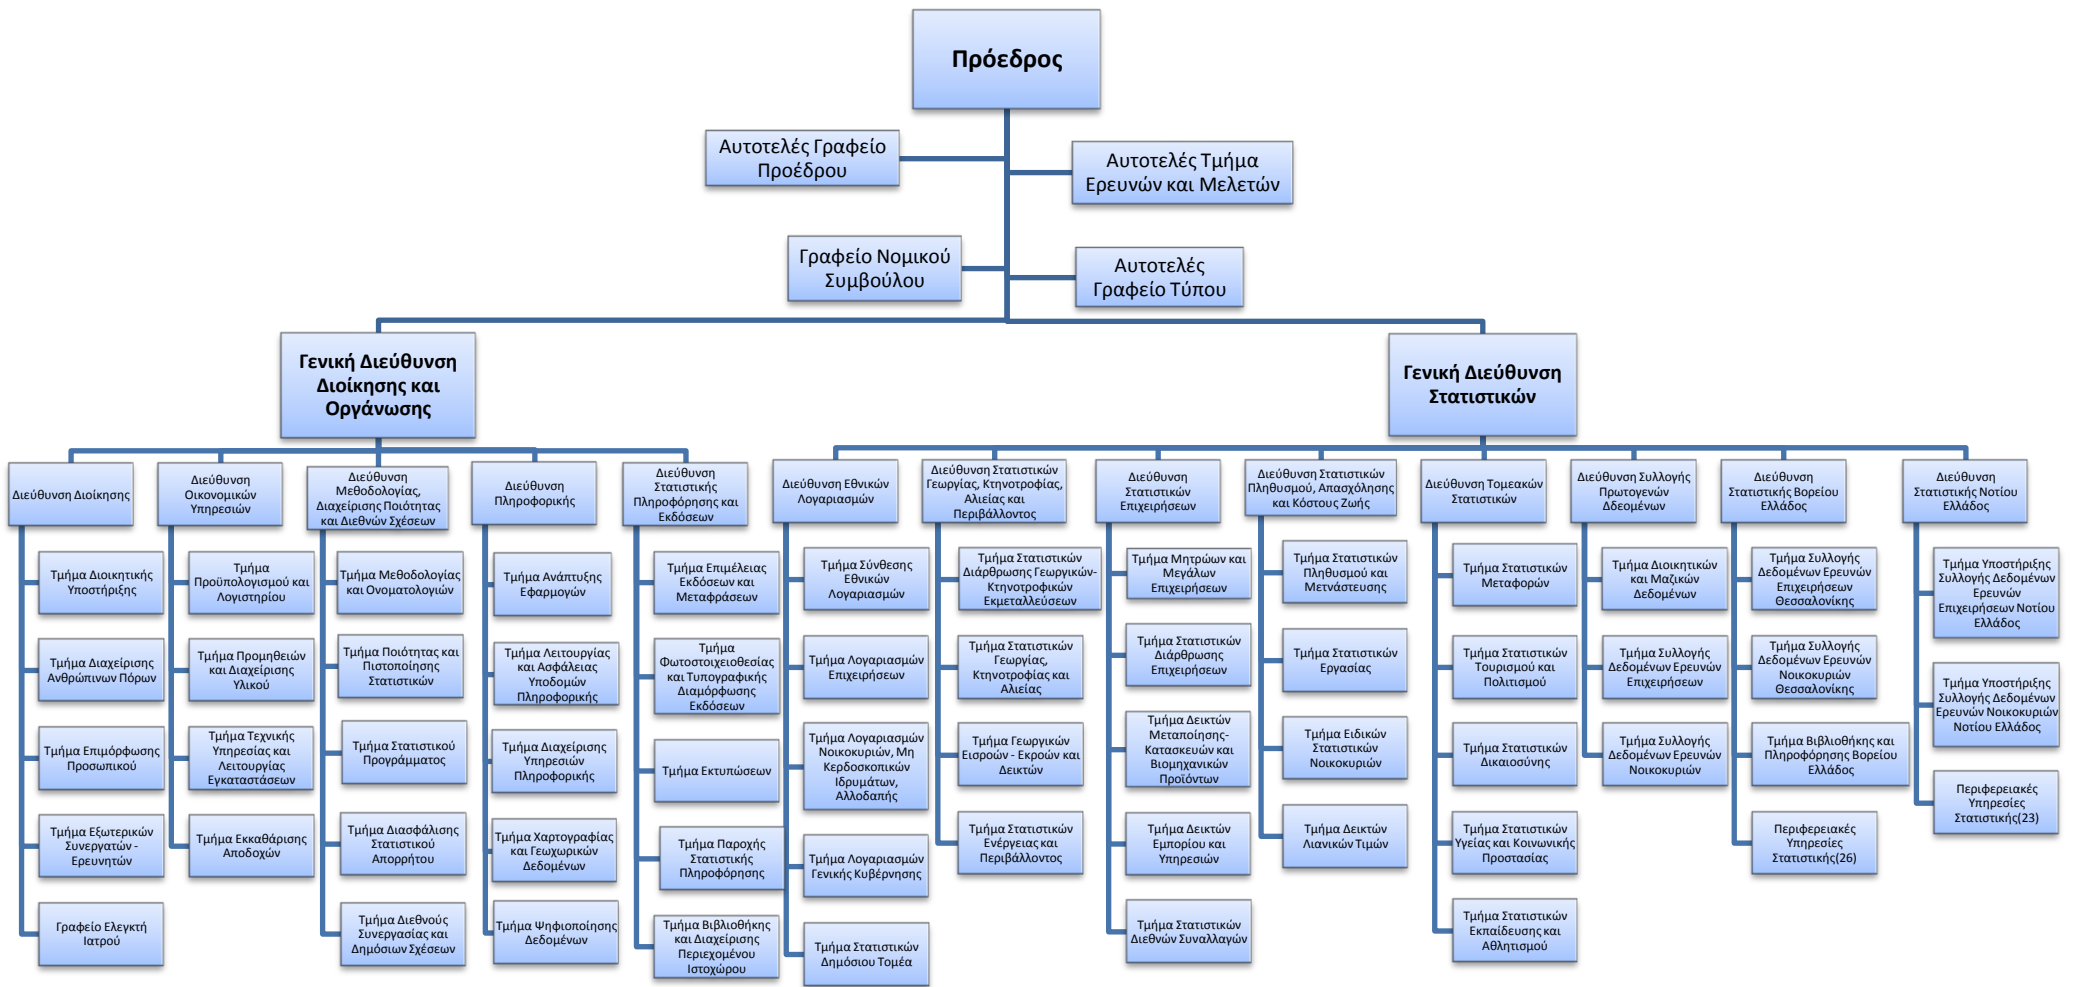 Πρόεδρος
Αυτοτελές Γραφείο
Προέδρου
Αυτοτελές Τμήμα
Ερευνών και Μελετών
Γραφείο Νομικού
Συμβούλου
Αυτοτελές
Γραφείο Τύπου
Γενική Διεύθυνση
Διοίκησης και
Οργάνωσης
Γενική Διεύθυνση
Στατιστικών
Διεύθυνση Διοίκησης
Τμήμα Διοικητικής
Υποστήριξης
Τμήμα Διαχείρισης
Ανθρώπινων Πόρων
Τμήμα Επιμόρφωσης
Προσωπικού
Τμήμα Εξωτερικών
Συνεργατών -
Ερευνητών
Γραφείο Ελεγκτή
Ιατρού
Διεύθυνση
Οικονομικών
Υπηρεσιών
Τμήμα
Προϋπολογισμού και
Λογιστηρίου
Τμήμα Προμηθειών
και Διαχείρισης
Υλικού
Τμήμα Τεχνικής
Υπηρεσίας και
Λειτουργίας
Εγκαταστάσεων
Τμήμα Εκκαθάρισης
Αποδοχών
Διεύθυνση
Μεθοδολογίας,
Διαχείρισης Ποιότητας
και Διεθνών Σχέσεων
Τμήμα Μεθοδολογίας
και Ονοματολογιών
Τμήμα Ποιότητας και
Πιστοποίησης
Στατιστικών
Τμήμα Στατιστικού
Προγράμματος
Τμήμα Διασφάλισης
Στατιστικού
Απορρήτου
Τμήμα Διεθνούς
Συνεργασίας και
Δημόσιων Σχέσεων
Διεύθυνση
Πληροφορικής
Τμήμα Ανάπτυξης
Εφαρμογών
Τμήμα Λειτουργίας
και Ασφάλειας
Υποδομών
Πληροφορικής
Τμήμα Διαχείρισης
Υπηρεσιών
Πληροφορικής
Τμήμα Χαρτογραφίας
και Γεωχωρικών
Δεδομένων
Τμήμα Ψηφιοποίησης
Δεδομένων
Διεύθυνση
Στατιστικής
Πληροφόρησης και
Εκδόσεων
Τμήμα Επιμέλειας
Εκδόσεων και
Μεταφράσεων
Τμήμα
Φωτοστοιχειοθεσίας
και Τυπογραφικής
Διαμόρφωσης
Εκδόσεων
Τμήμα Εκτυπώσεων
Τμήμα Παροχής
Στατιστικής
Πληροφόρησης
Τμήμα Βιβλιοθήκης
και Διαχείρισης
Περιεχομένου
Ιστοχώρου
Διεύθυνση Εθνικών
Λογαριασμών
Τμήμα Σύνθεσης
Εθνικών
Λογαριασμών
Τμήμα Λογαριασμών
Επιχειρήσεων
Τμήμα Λογαριασμών
Νοικοκυριών, Μη
Κερδοσκοπικών
Ιδρυμάτων,
Αλλοδαπής
Τμήμα Λογαριασμών
Γενικής Κυβέρνησης
Τμήμα Στατιστικών
Δημόσιου Τομέα
Διεύθυνση Στατιστικών
Γεωργίας, Κτηνοτροφίας,
Αλιείας και
Περιβάλλοντος
Τμήμα Στατιστικών
Διάρθρωσης Γεωργικών-
Κτηνοτροφικών
Εκμεταλλεύσεων
Τμήμα Στατιστικών
Γεωργίας,
Κτηνοτροφίας και
Αλιείας
Τμήμα Γεωργικών
Εισροών - Εκροών και
Δεικτών
Τμήμα Στατιστικών
Ενέργειας και
Περιβάλλοντος
Διεύθυνση
Στατιστικών
Επιχειρήσεων
Τμήμα Μητρώων και
Μεγάλων
Επιχειρήσεων
Τμήμα Στατιστικών
Διάρθρωσης
Επιχειρήσεων
Τμήμα Δεικτών
Μεταποίησης-
Κατασκευών και
Βιομηχανικών
Προϊόντων
Τμήμα Δεικτών
Εμπορίου και
Υπηρεσιών
Τμήμα Στατιστικών
Διεθνών Συναλλαγών
Διεύθυνση Στατιστικών
Πληθυσμού, Απασχόλησης
και Κόστους Ζωής
Τμήμα Στατιστικών
Πληθυσμού και
Μετνάστευσης
Τμήμα Στατιστικών
Εργασίας
Τμήμα Ειδικών
Στατιστικών
Νοικοκυριών
Τμήμα Δεικτών
Λιανικών Τιμών
Διεύθυνση Τομεακών
Στατιστικών
Τμήμα Στατιστικών
Μεταφορών
Τμήμα Στατιστικών
Τουρισμού και
Πολιτισμού
Τμήμα Στατιστικών
Δικαιοσύνης
Τμήμα Στατιστικών
Υγείας και Κοινωνικής
Προστασίας
Τμήμα Στατιστικών
Εκπαίδευσης και
Αθλητισμού
Διεύθυνση Συλλογής
Πρωτογενών
Δδεομένων
Τμήμα Διοικητικών
και Μαζικών
Δεδομένων
Τμήμα Συλλογής
Δεδομένων Ερευνών
Επιχειρήσεων
Τμήμα Συλλογής
Δεδομένων Ερευνών
Νοικοκυριών
Διεύθυνση
Στατιστικής Βορείου
Ελλάδος
Τμήμα Συλλογής
Δεδομένων Ερευνών
Επιχειρήσεων
Θεσσαλονίκης
Τμήμα Συλλογής
Δεδομένων Ερευνών
Νοικοκυριών
Θεσσαλονίκης
Τμήμα Βιβλιοθήκης και
Πληροφόρησης Βορείου
Ελλάδος
Περιφερειακές
Υπηρεσίες
Στατιστικής(26)
Διεύθυνση
Στατιστικής Νοτίου
Ελλάδος
Τμήμα Υποστήριξης
Συλλογής Δεδομένων
Ερευνών
Επιχειρήσεων Νοτίου
Ελλάδος
Τμήμα Υποστήριξης
Συλλογής Δεδομένων
Ερευνών Νοικοκυριών
Νοτίου Ελλάδος
Περιφερειακές
Υπηρεσίες
Στατιστικής(23)